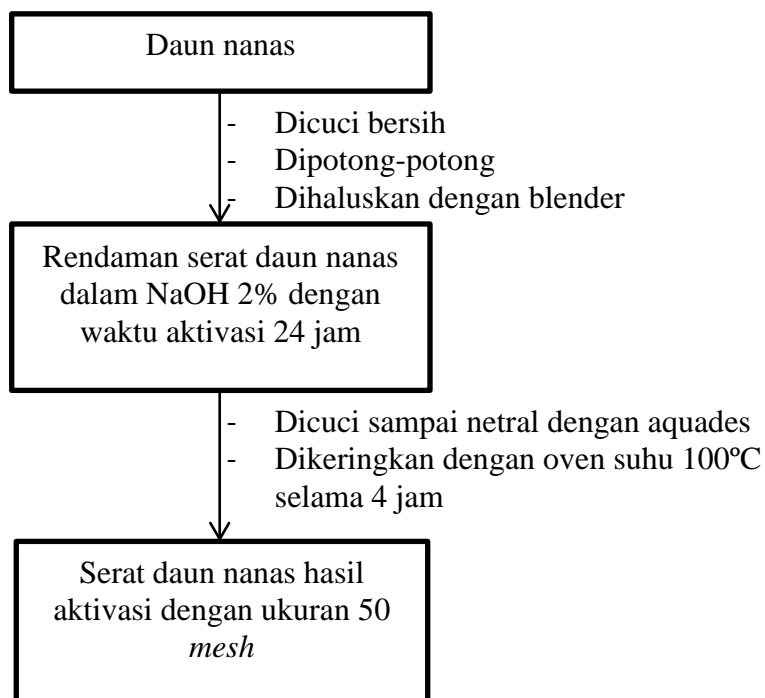 Daun nanas
- Dicuci bersih
- Dipotong-potong
- Dihaluskan dengan blender
Rendaman serat daun nanas
dalam NaOH 2% dengan
waktu aktivasi 24 jam
- Dicuci sampai netral dengan aquades
- Dikeringkan dengan oven suhu 100ºC
selama 4 jam
Serat daun nanas hasil
aktivasi dengan ukuran 50
mesh